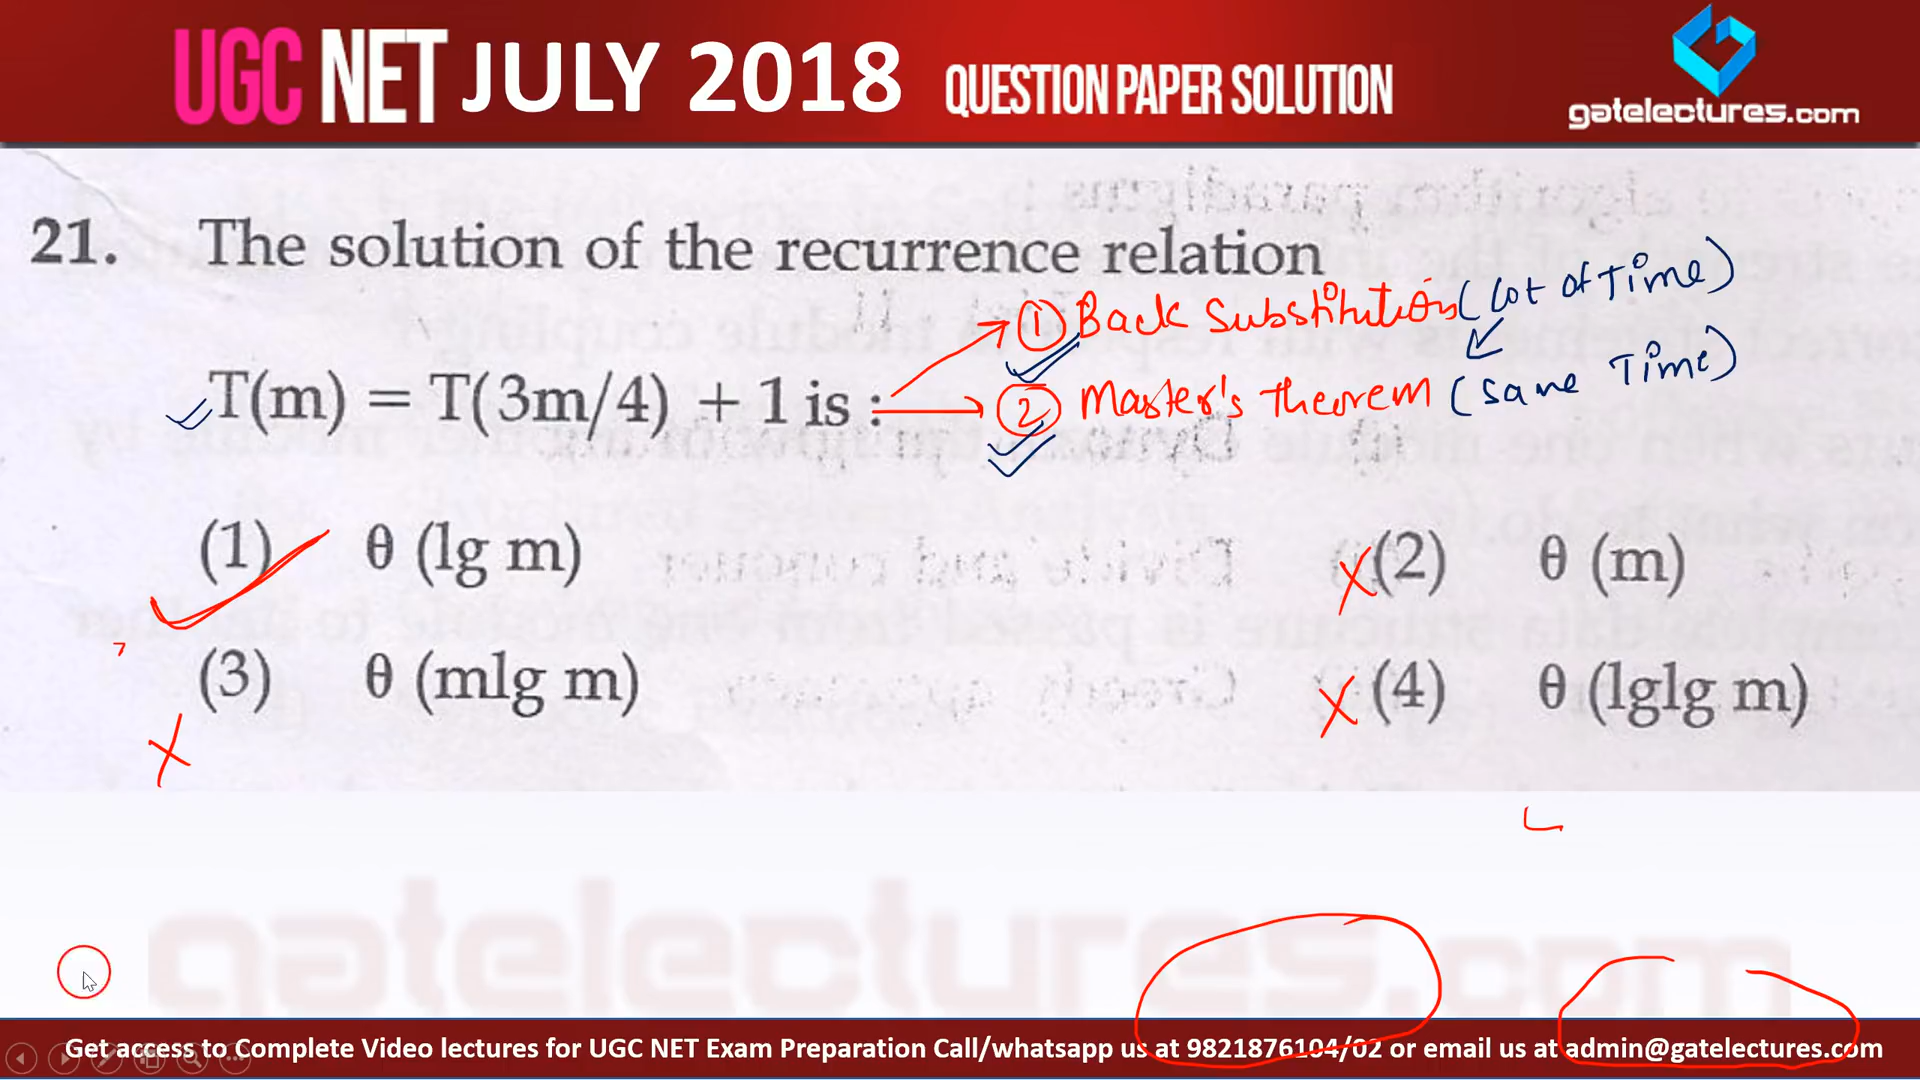 UGC NET JULY 2018 QUESTION PAPER SOLUTION
gatelectures.com
21. The solution of the recurrence relation
T(m) = T(3m/4) + 1 is :
① Back Substitution (Lot of Time)
② Master's theorem (Same Time)
(1) θ (lg m)
(2) θ (m)
(3) θ (mlg m)
(4) θ (lglg m)
gatelectures.com
Get access to Complete Video lectures for UGC NET Exam Preparation Call/whatsapp us at 9821876104/02 or email us at admin@gatelectures.com